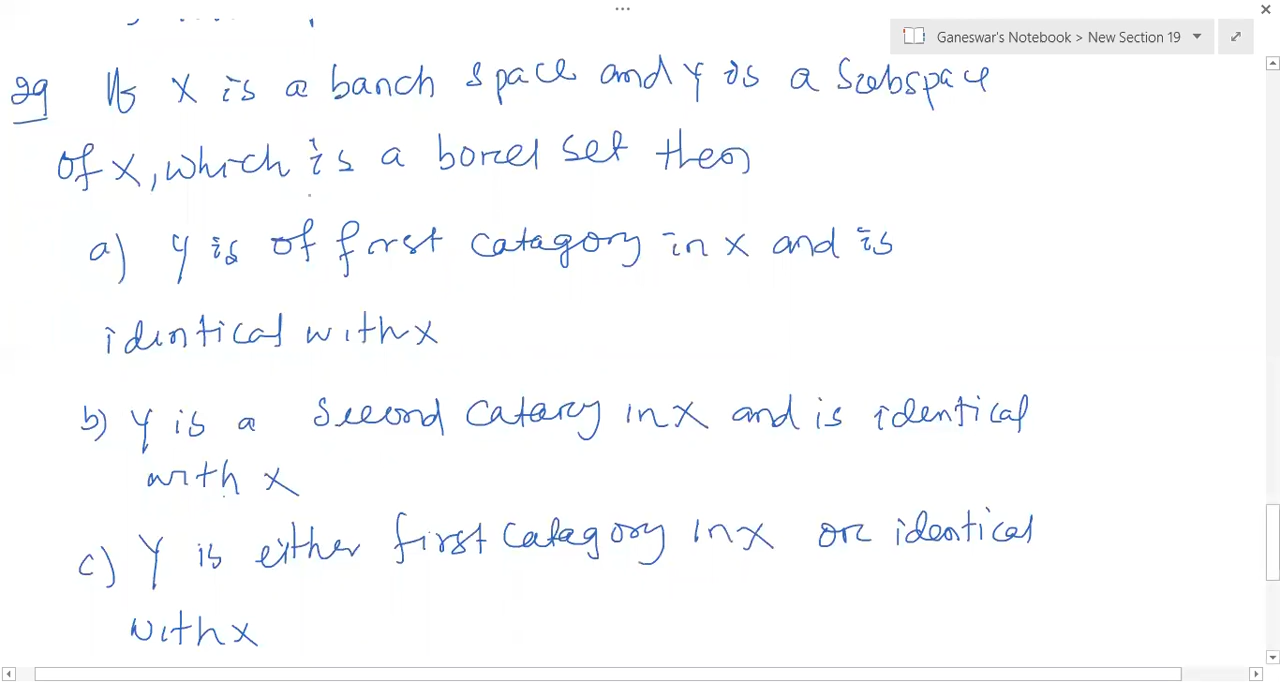 Ganeswar's Notebook > New Section 19
29 If X is a banch space and Y is a Subspace
of X, which is a borel set then
a) Y is of first catagory in X and is
identical with X
b) Y is a second catarcy in X and is identical
with X
c) Y is either first category in X or identical
with X